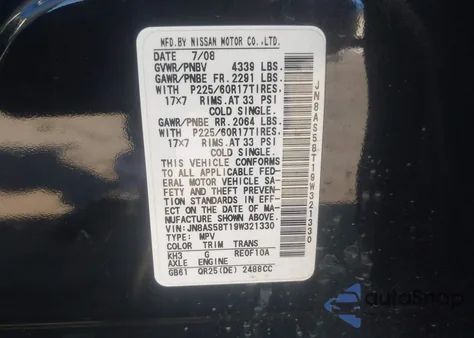 MFD.BY NISSAN MOTOR CO.,LTD.
DATE 7/08
GVWR/PNBV 4339 LBS.
GAWR/PNBE FR. 2291 LBS.
WITH P225/60R17TIRES,
17x7 RIMS.AT 33 PSI
COLD SINGLE.
GAWR/PNBE RR. 2064 LBS.
WITH P225/60R17TIRES,
17x7 RIMS.AT 33 PSI
COLD SINGLE.
THIS VEHICLE CONFORMS
TO ALL APPLICABLE FED-
ERAL MOTOR VEHICLE SA-
FETY AND THEFT PREVEN-
TION STANDARDS IN EFF-
ECT ON THE DATE OF MA-
NUFACTURE SHOWN ABOVE.
VIN:JN8AS58T19W321330
TYPE: MPV
COLOR TRIM TRANS
KH3 G RE0F10A
AXLE ENGINE
GB61 QR25(DE) 2488CC
JN8AS58T19W321330
autoSnap